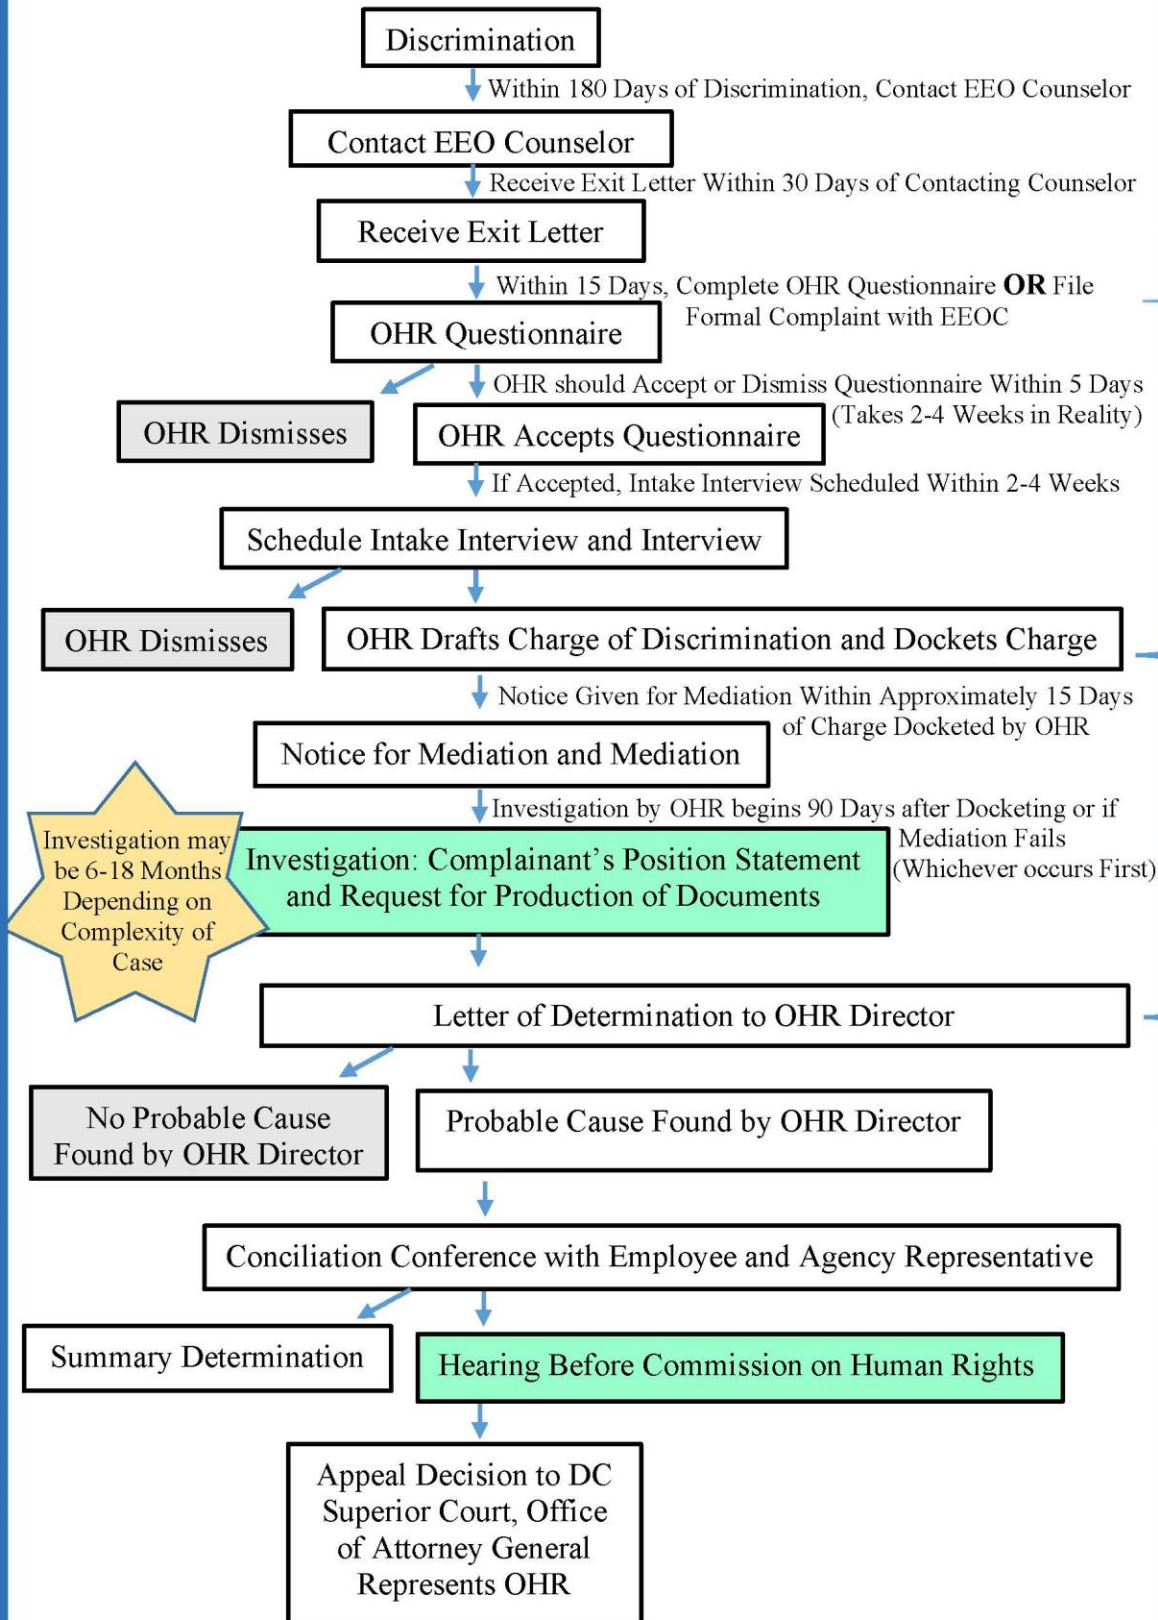 Discrimination
Within 180 Days of Discrimination, Contact EEO Counselor
Contact EEO Counselor
Receive Exit Letter Within 30 Days of Contacting Counselor
Receive Exit Letter
Within 15 Days, Complete OHR Questionnaire OR File
Formal Complaint with EEOC
OHR Questionnaire
OHR should Accept or Dismiss Questionnaire Within 5 Days
(Takes 2-4 Weeks in Reality)
OHR Dismisses
OHR Accepts Questionnaire
If Accepted, Intake Interview Scheduled Within 2-4 Weeks
Schedule Intake Interview and Interview
OHR Dismisses
OHR Drafts Charge of Discrimination and Dockets Charge
Notice Given for Mediation Within Approximately 15 Days
of Charge Docketed by OHR
Notice for Mediation and Mediation
Investigation by OHR begins 90 Days after Docketing or if
Mediation Fails
(Whichever occurs First)
Investigation may
be 6-18 Months
Depending on
Complexity of
Case
Investigation: Complainant's Position Statement
and Request for Production of Documents
Letter of Determination to OHR Director
No Probable Cause
Found by OHR Director
Probable Cause Found by OHR Director
Conciliation Conference with Employee and Agency Representative
Summary Determination
Hearing Before Commission on Human Rights
Appeal Decision to DC
Superior Court, Office
of Attorney General
Represents OHR